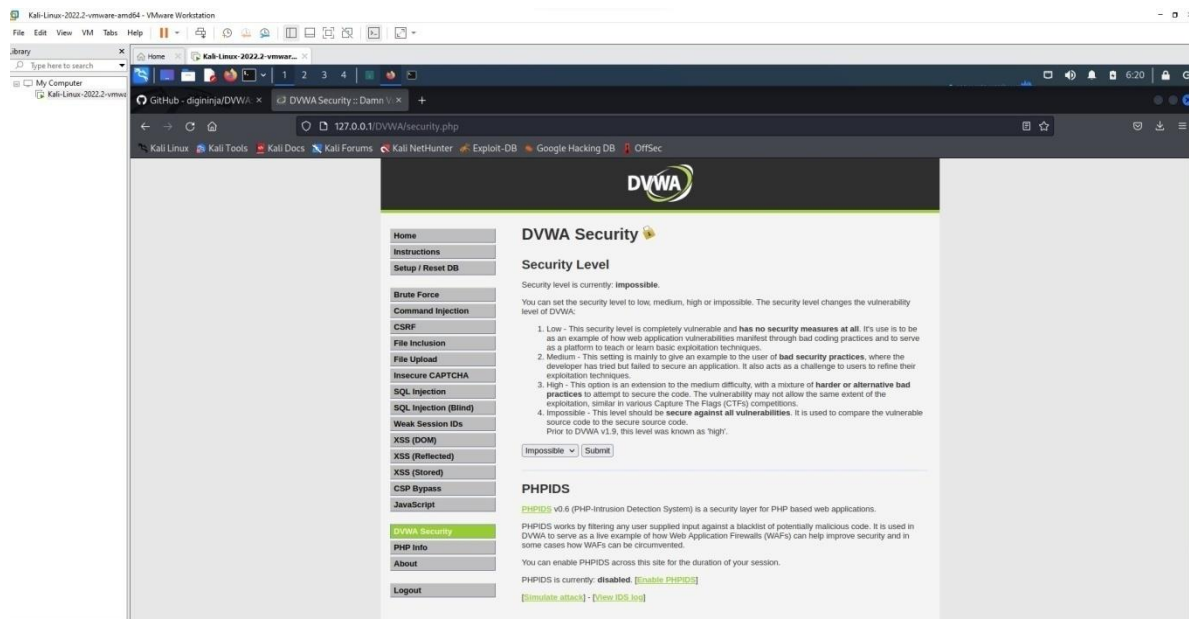 Kali-Linux-2022.2-vmware-amd64 - VMware Workstation
File Edit View VM Tabs Help
Library
Type here to search
My Computer
Kali-Linux-2022.2-vmwa
Home
Kali-Linux-2022.2-vmwar...
1 2 3 4
6:20
GitHub - digininja/DVWA:
DVWA Security :: Damn V
127.0.0.1/DVWA/security.php
Kali Linux Kali Tools Kali Docs Kali Forums Kali NetHunter Exploit-DB Google Hacking DB OffSec
DVWA
Home
Instructions
Setup / Reset DB
Brute Force
Command Injection
CSRF
File Inclusion
File Upload
Insecure CAPTCHA
SQL Injection
SQL Injection (Blind)
Weak Session IDs
XSS (DOM)
XSS (Reflected)
XSS (Stored)
CSP Bypass
JavaScript
DVWA Security
PHP Info
About
Logout
DVWA Security
Security Level
Security level is currently: impossible.
You can set the security level to low, medium, high or impossible. The security level changes the vulnerability
level of DVWA:
1. Low - This security level is completely vulnerable and has no security measures at all. It's use is to be
as an example of how web application vulnerabilities manifest through bad coding practices and to serve
as a platform to teach or learn basic exploitation techniques.
2. Medium - This setting is mainly to give an example to the user of bad security practices, where the
developer has tried but failed to secure an application. It also acts as a challenge to users to refine their
exploitation techniques.
3. High - This option is an extension to the medium difficulty, with a mixture of harder or alternative bad
practices to attempt to secure the code. The vulnerability may not allow the same extent of the
exploitation, similar in various Capture The Flags (CTFs) competitions.
4. Impossible - This level should be secure against all vulnerabilities. It is used to compare the vulnerable
source code to the secure source code.
Prior to DVWA v1.9, this level was known as 'high'.
Impossible Submit
PHPIDS
PHPIDS v0.6 (PHP-Intrusion Detection System) is a security layer for PHP based web applications.
PHPIDS works by filtering any user supplied input against a blacklist of potentially malicious code. It is used in
DVWA to serve as a live example of how Web Application Firewalls (WAFs) can help improve security and in
some cases how WAFs can be circumvented.
You can enable PHPIDS across this site for the duration of your session.
PHPIDS is currently: disabled. [Enable PHPIDS]
[Simulate attack] - [View IDS log]